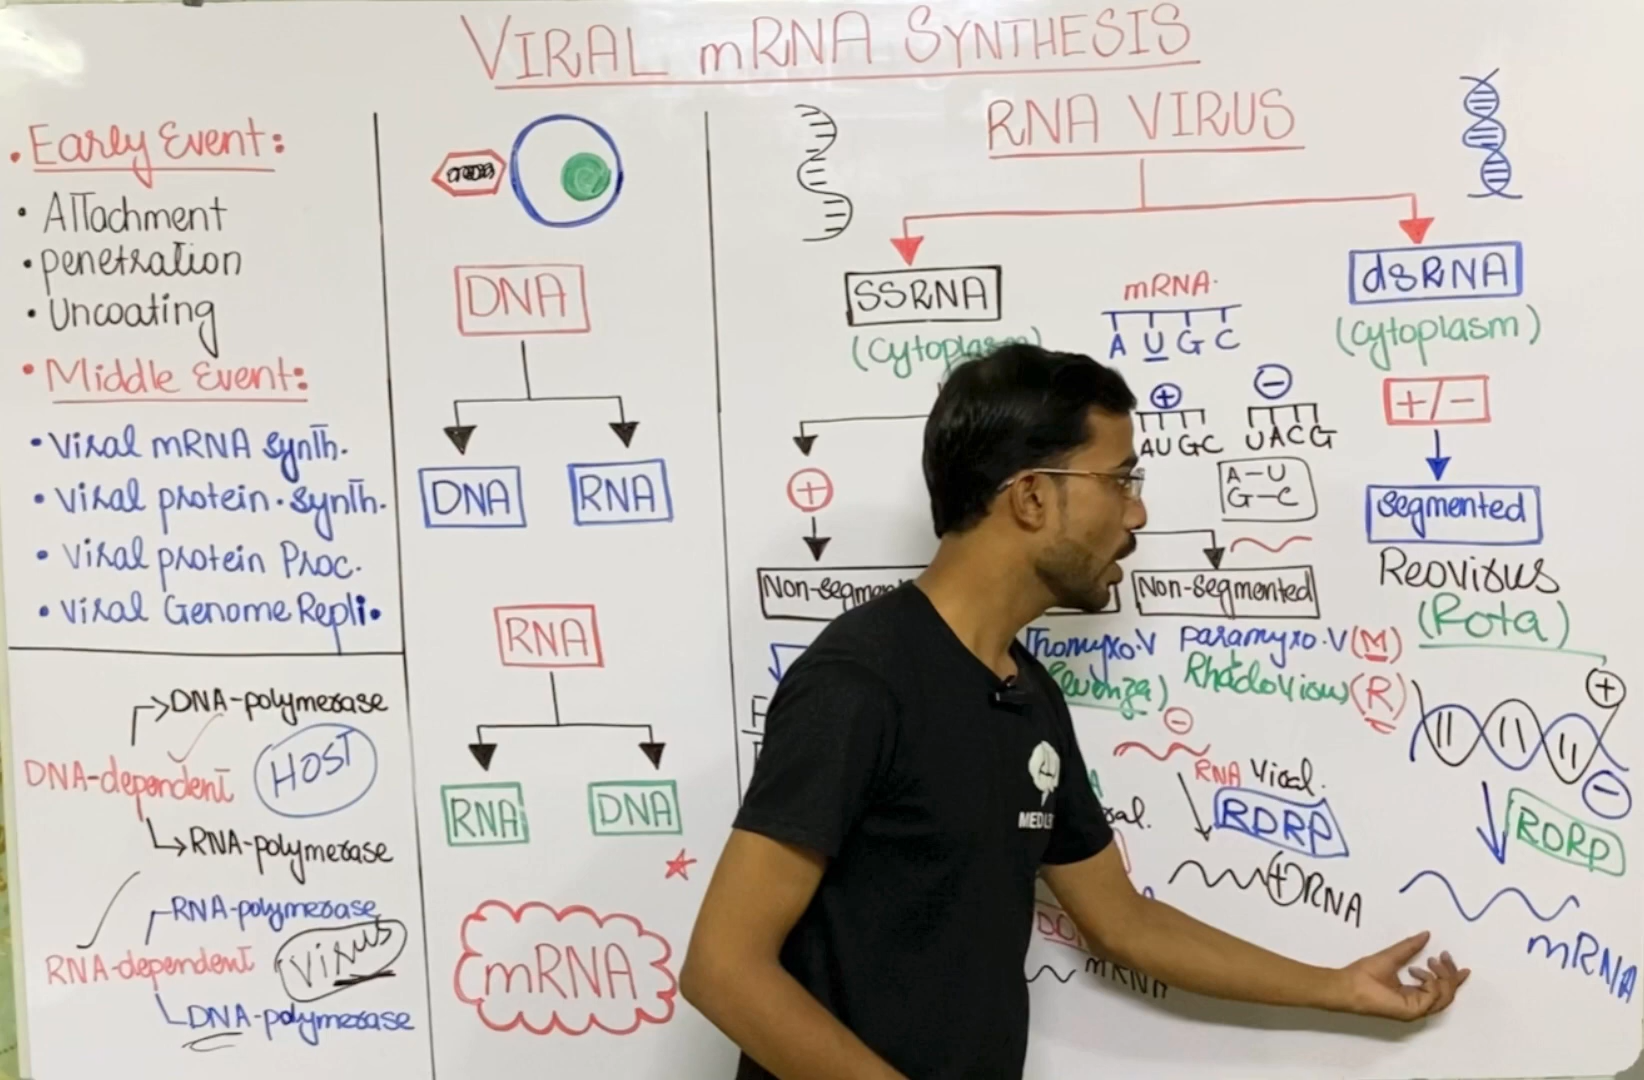 VIRAL mRNA SYNTHESIS
• Early Event:
• Attachment
• penetration
• Uncoating
• Middle Event:
• Viral mRNA synth.
• Viral protein synth.
• Viral protein Proc.
• Viral Genome Repli.
DNA-polymerase
DNA-dependent
HOST
RNA-polymerase
RNA-polymerase
RNA-dependent
Virus
DNA-polymerase
DNA
DNA RNA
RNA
RNA DNA
mRNA
RNA VIRUS
SSRNA
mRNA
A U G C
+ −
AUGC UACG
A-U
G-C
+
Non-segmented
Paramyxo.V (M)
Rhabdovirus (R)
−
RNA Viral.
RDRP
+ RNA
mRNA
dsRNA
(Cytoplasm)
+/-
Segmented
Reovirus
(Rota)
+
−
RDRP
mRNA